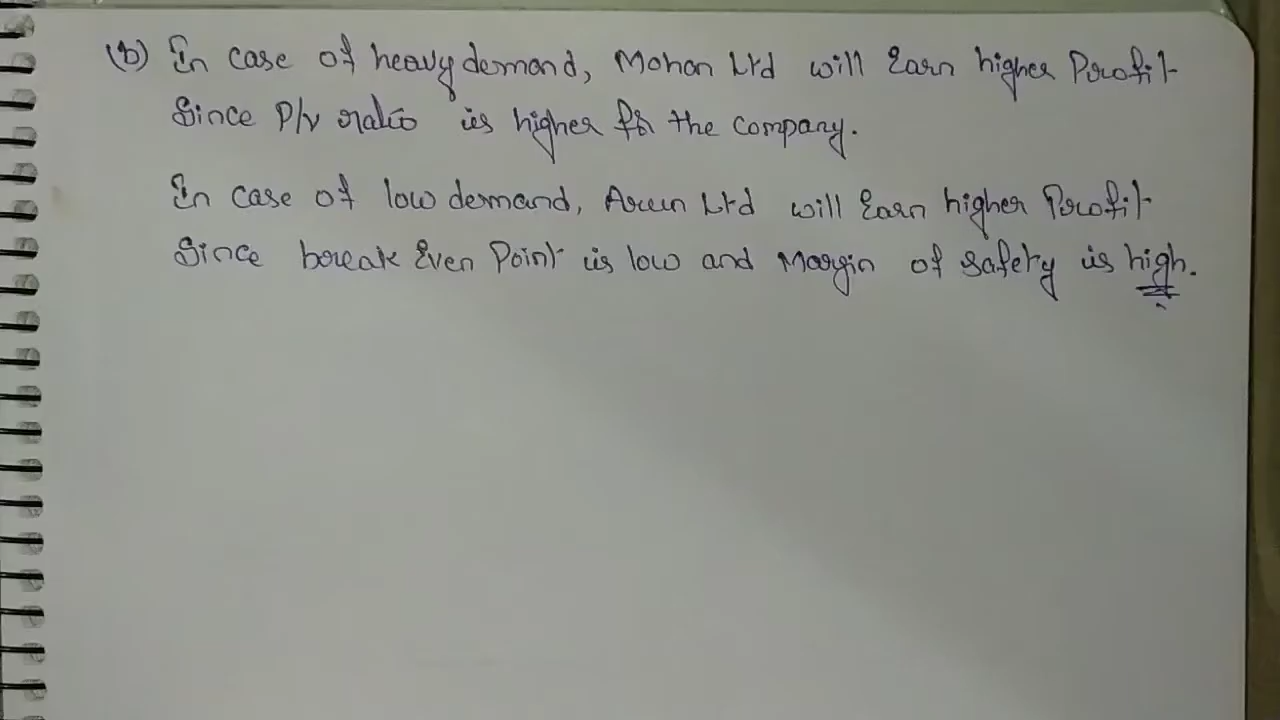 (b) In case of heavy demand, Mohan Ltd will Earn higher Profit
Since P/V ratio is higher for the company.
In case of low demand, Arun Ltd will Earn higher Profit
Since break Even Point is low and Margin of safety is high.